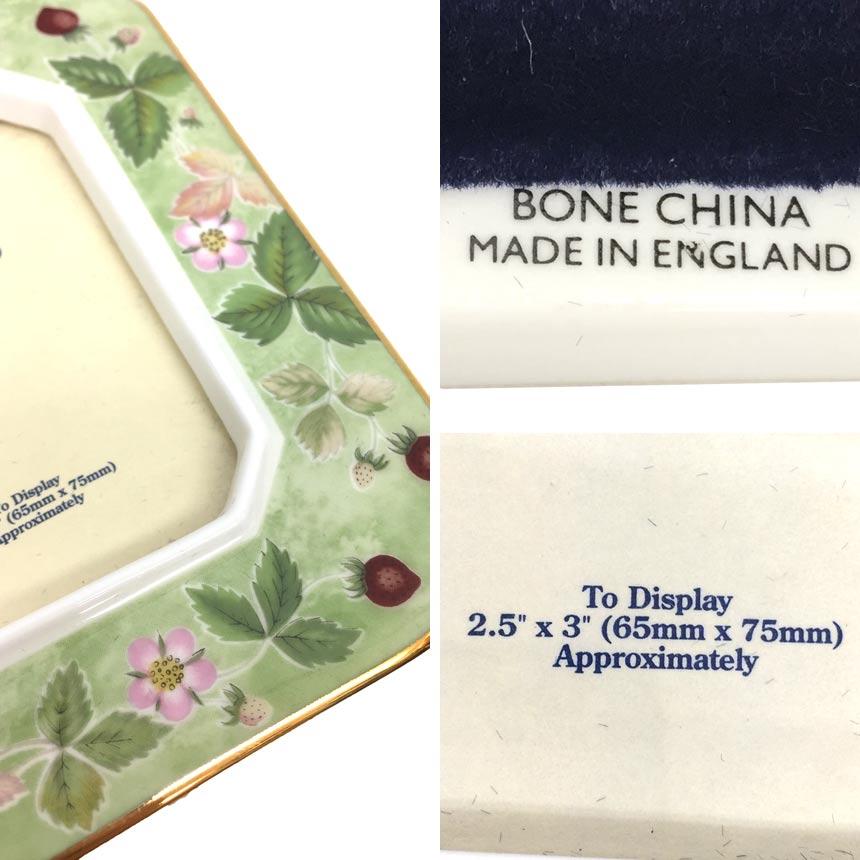 To Display
(65mm x 75mm)
Approximately
BONE CHINA
MADE IN ENGLAND
To Display
2.5" x 3" (65mm x 75mm)
Approximately